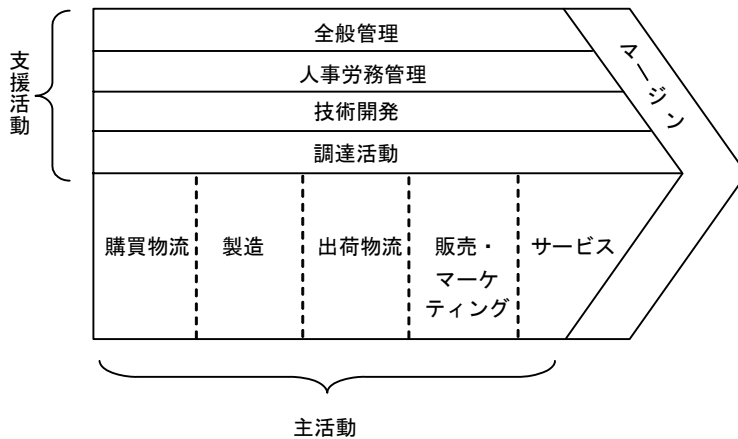 全般管理
人事労務管理
技術開発
調達活動
支援活動
マージン
購買物流
製造
出荷物流
販売・
マーケ
ティング
サービス
主活動